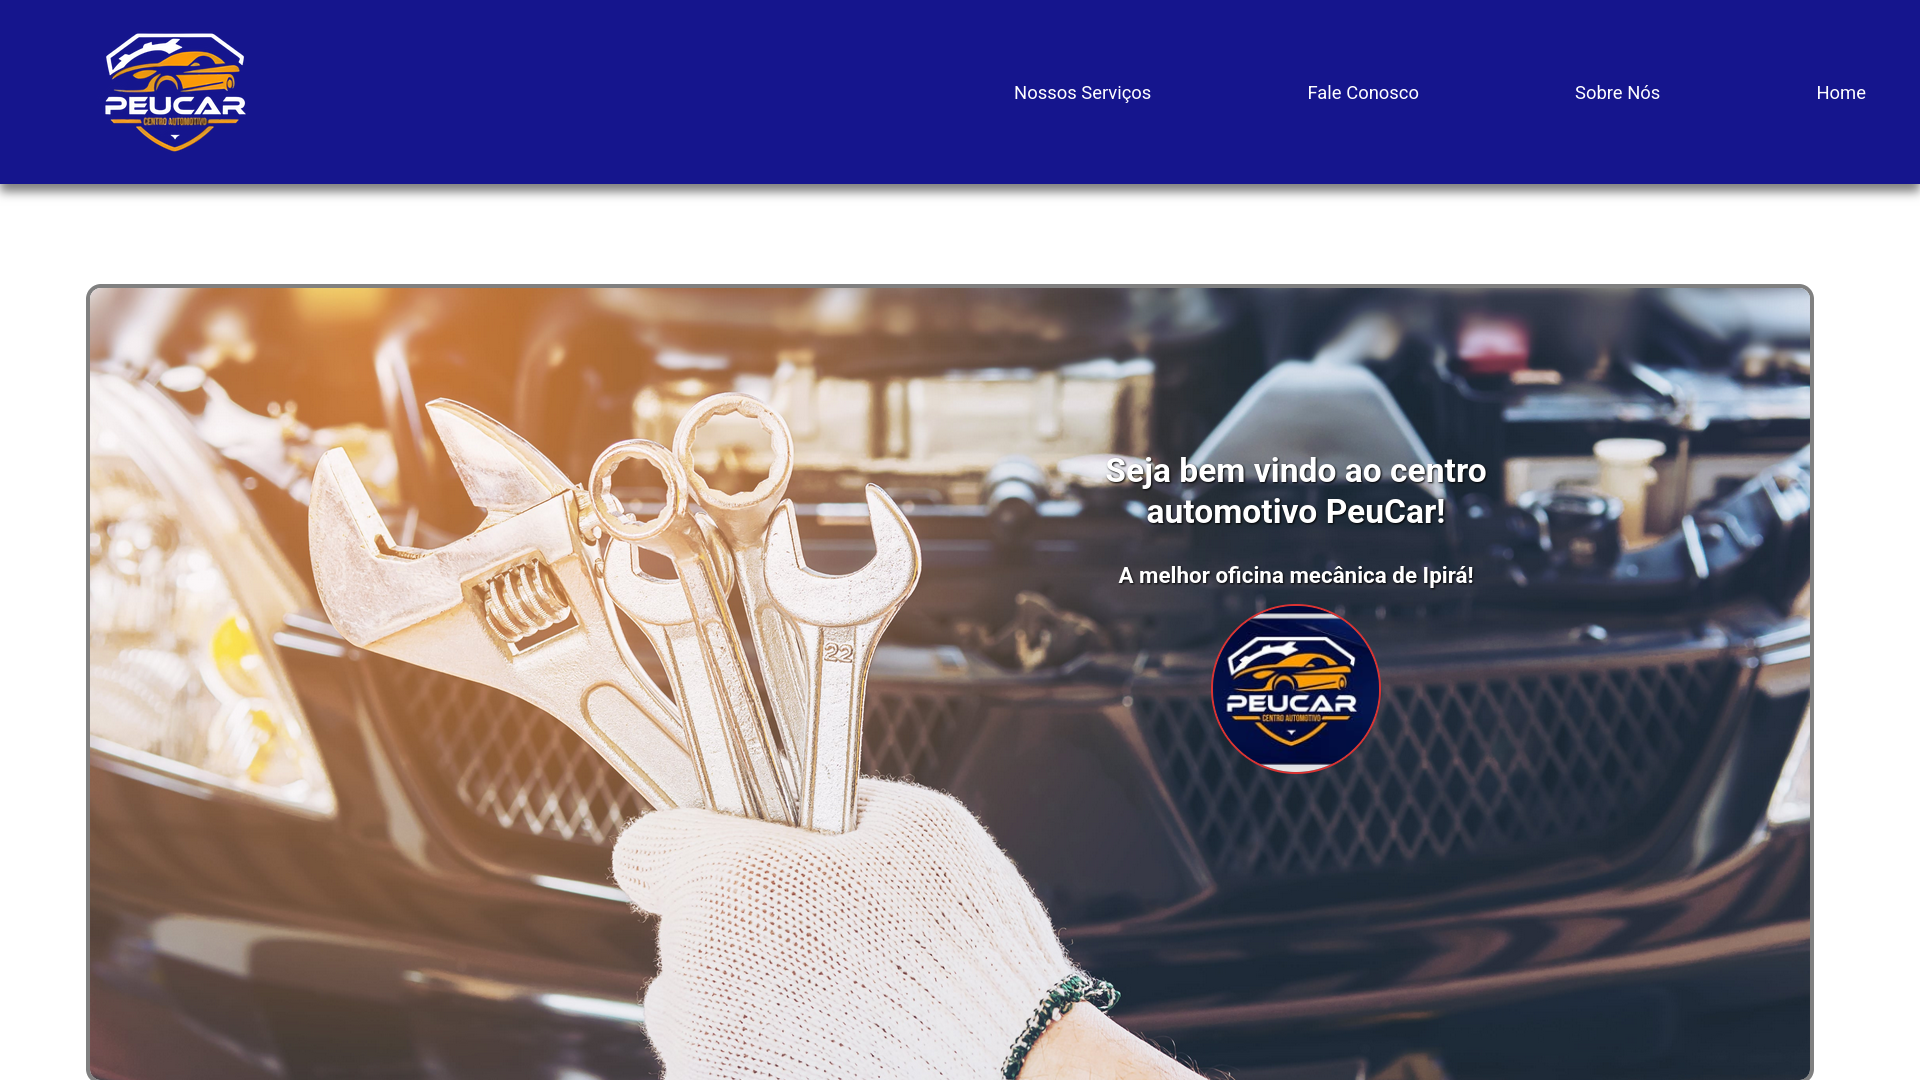 PEUCAR
CENTRO AUTOMOTIVO
Nossos Serviços
Fale Conosco
Sobre Nós
Home
Seja bem vindo ao centro
automotivo PeuCar!
A melhor oficina mecânica de Ipirá!
22
PEUCAR
CENTRO AUTOMOTIVO